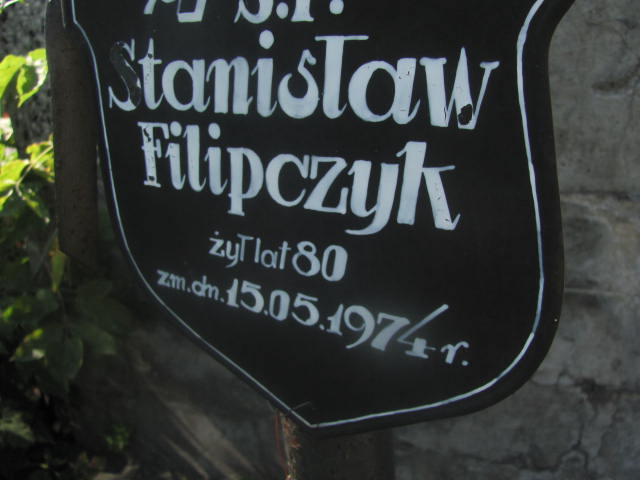 Ś.P.
Stanisław
Filipczyk
żył lat 80
zm. dn. 15.05.1974 r.